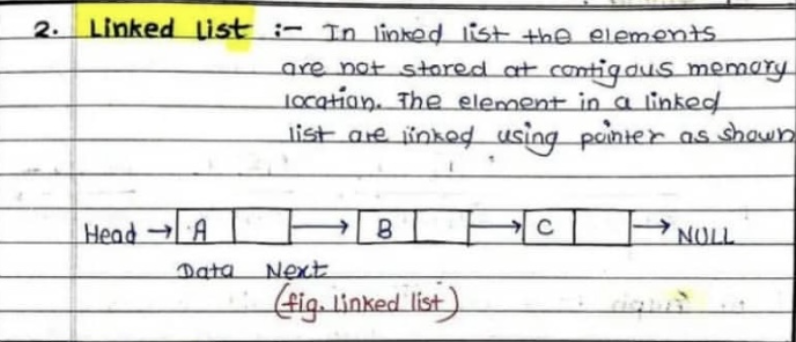 2. Linked List :- In linked list the elements
are not stored at contigous memory
location. The element in a linked
list are linked using pointer as shown
Head → A → B → C → NULL
Data Next
(fig. linked list)